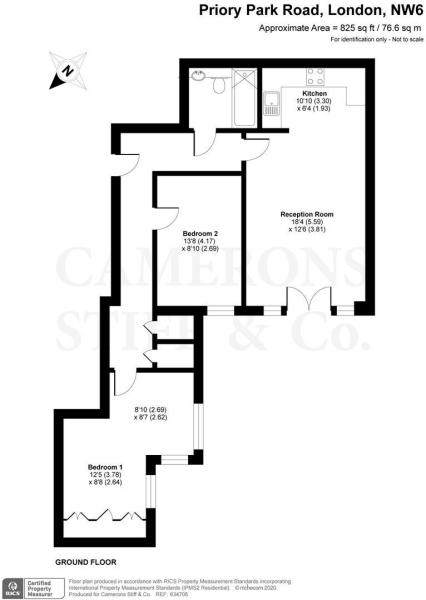 Priory Park Road, London, NW6
Approximate Area = 825 sq ft / 76.6 sq m
For identification only - Not to scale
N
Kitchen
10'10 (3.30)
x 6'4 (1.93)
Reception Room
18'4 (5.59)
x 12'6 (3.81)
Bedroom 2
13'8 (4.17)
x 8'10 (2.69)
CAMERONS
STIFF & Co.
8'10 (2.69)
x 8'7 (2.62)
Bedroom 1
12'5 (3.78)
x 8'8 (2.64)
GROUND FLOOR
RICS
Certified
Property
Measurer
Floor plan produced in accordance with RICS Property Measurement Standards incorporating
International Property Measurement Standards (IPMS2 Residential). ©nichecom 2020.
Produced for Camerons Stiff & Co. REF: 634706